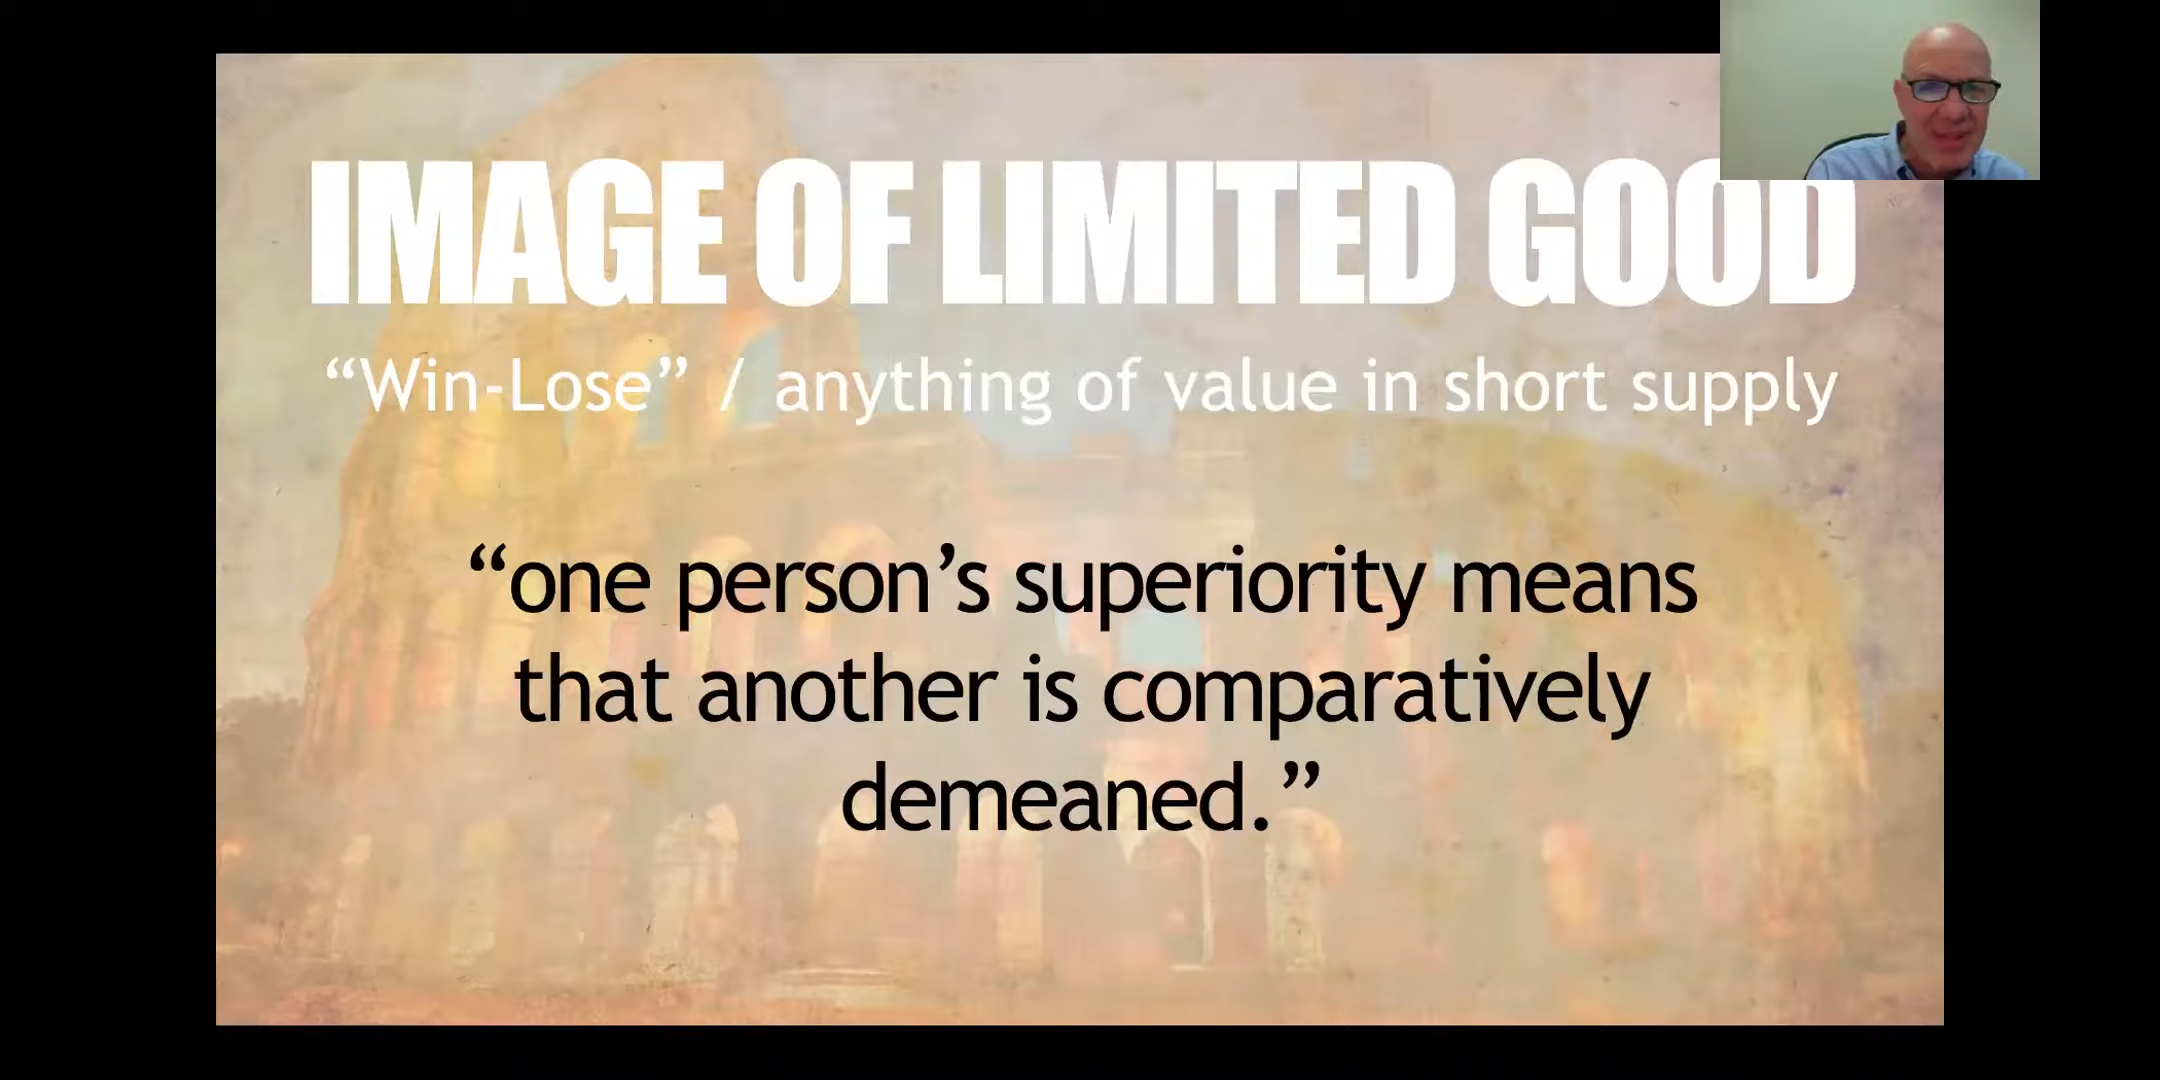 IMAGE OF LIMITED GOOD
“Win-Lose” / anything of value in short supply
“one person’s superiority means
that another is comparatively
demeaned.”